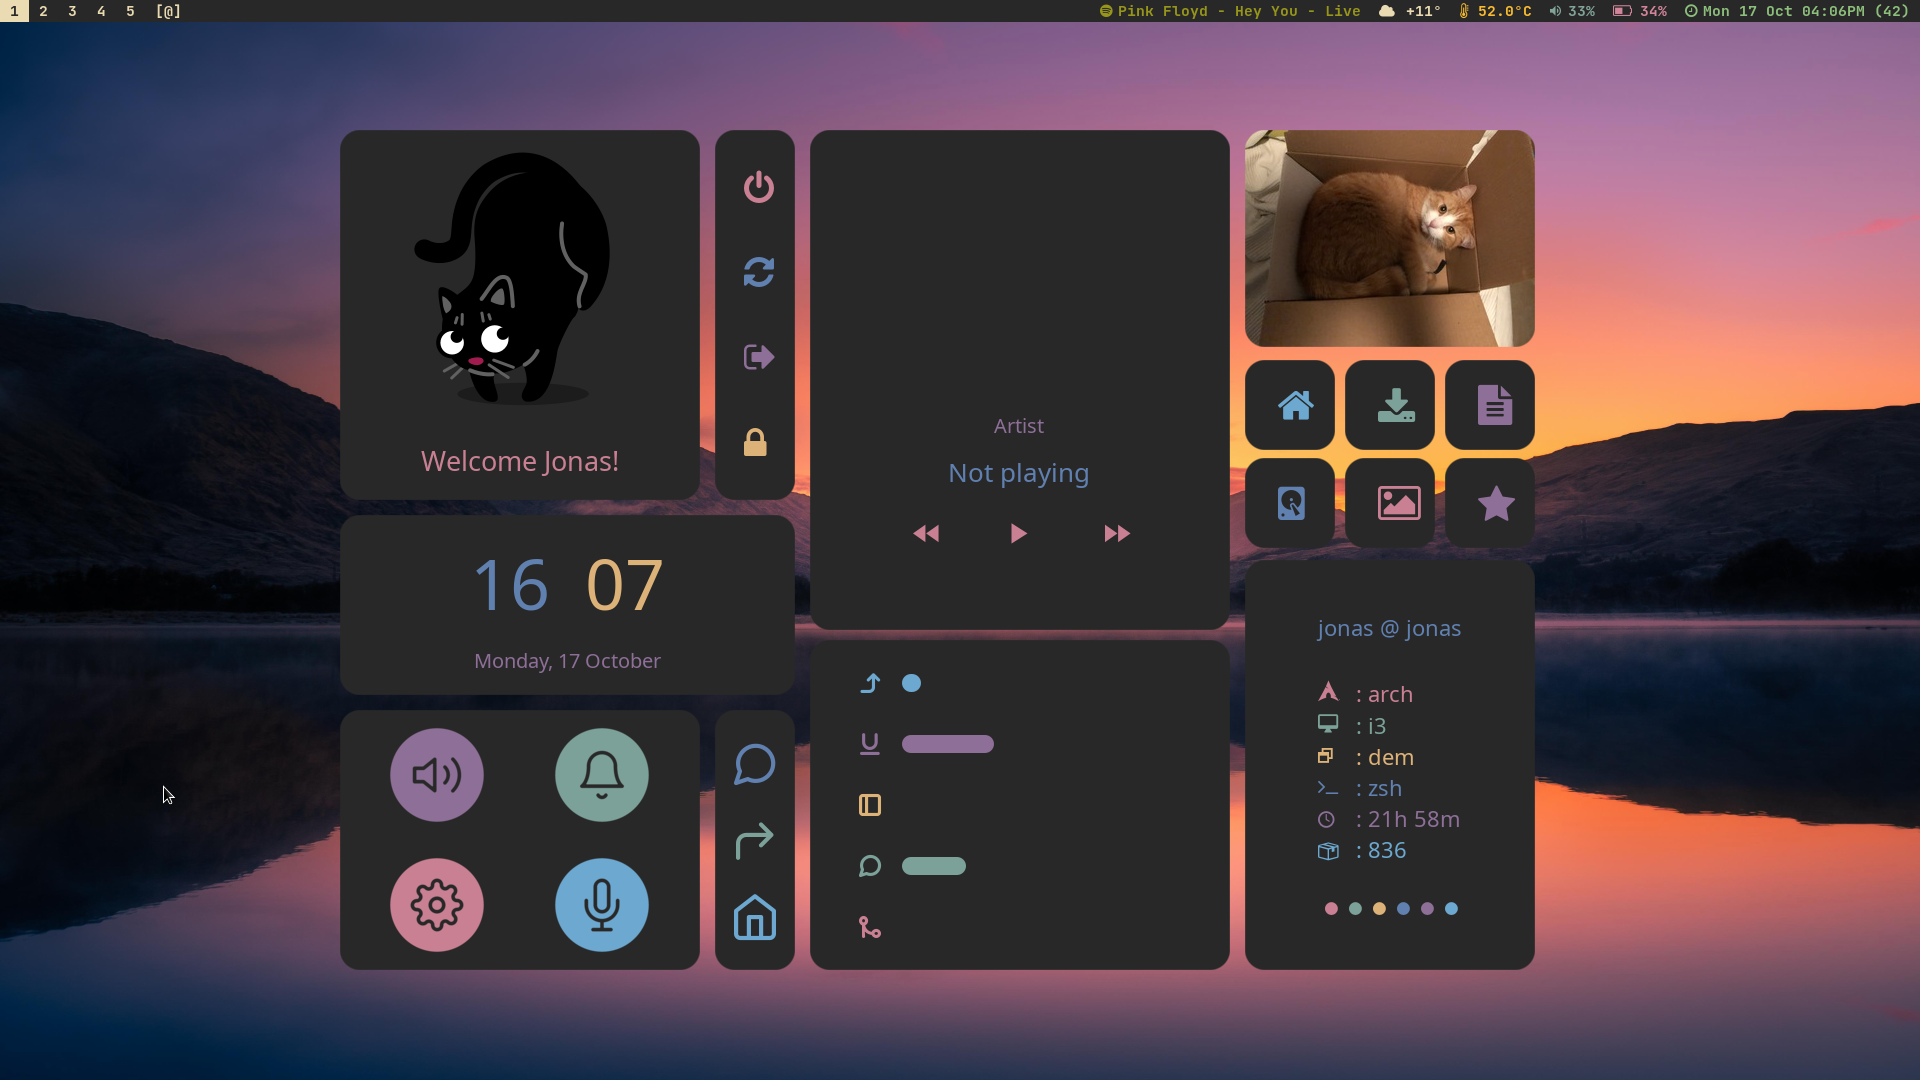 1 2 3 4 5 [@] Pink Floyd - Hey You - Live +11° 52.0°C 33% 34% Mon 17 Oct 04:06PM (42)
Welcome Jonas!
16 07
Monday, 17 October
Artist
Not playing
jonas @ jonas
: arch
: i3
: dem
: zsh
: 21h 58m
: 836